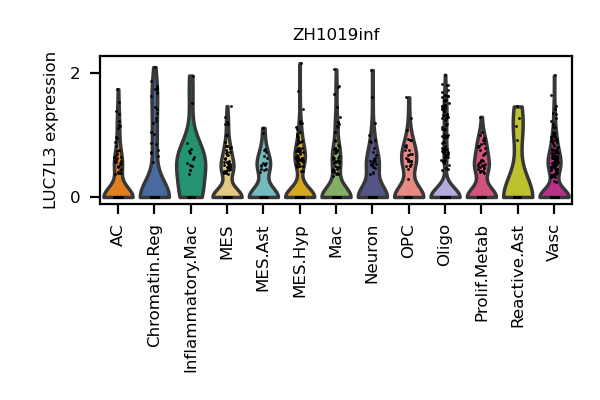 ZH1019inf
LUC7L3 expression
2
0
AC
Chromatin.Reg
Inflammatory.Mac
MES
MES.Ast
MES.Hyp
Mac
Neuron
OPC
Oligo
Prolif.Metab
Reactive.Ast
Vasc